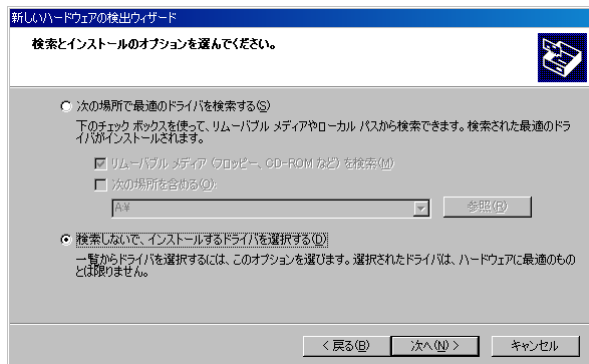 新しいハードウェアの検出ウィザード
検索とインストールのオプションを選んでください。
次の場所で最適のドライバを検索する(S)
下のチェック ボックスを使って、リムーバブル メディアやローカル パスから検索できます。検索された最適のドラ
イバがインストールされます。
リムーバブル メディア (フロッピー、CD-ROM など) を検索(M)
次の場所を含める(O):
A:¥
参照(R)
検索しないで、インストールするドライバを選択する(D)
一覧からドライバを選択するには、このオプションを選びます。選択されたドライバは、ハードウェアに最適のもの
とは限りません。
< 戻る(B)
次へ(N) >
キャンセル